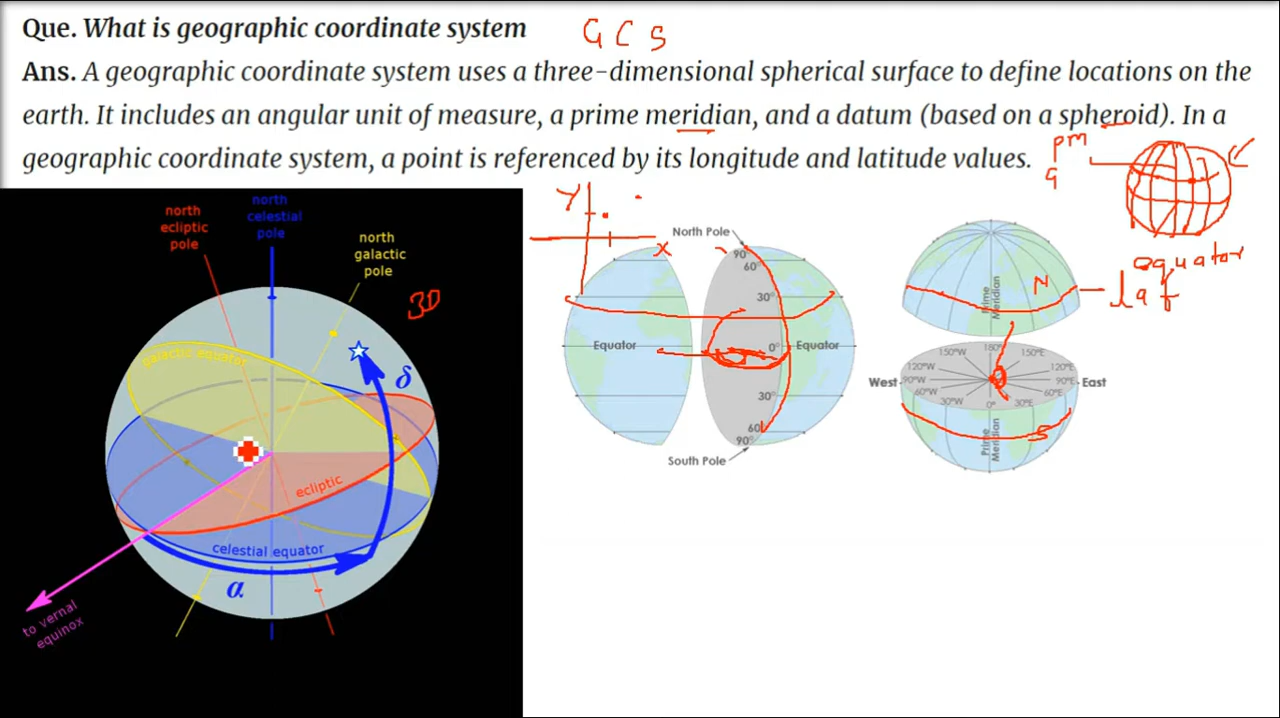 Que. What is geographic coordinate system
G C S
Ans. A geographic coordinate system uses a three-dimensional spherical surface to define locations on the
earth. It includes an angular unit of measure, a prime meridian, and a datum (based on a spheroid). In a
geographic coordinate system, a point is referenced by its longitude and latitude values.
pm
north
ecliptic
pole
north
celestial
pole
north
galactic
pole
3D
galactic equator
δ
ecliptic
celestial equator
α
to vernal
equinox
Y
X
North Pole
90°
60°
30°
Equator
0°
Equator
30°
60
90°
South Pole
equator
lat
N
Prime
Meridian
180°
150°W
150°E
120°W
120°E
West
90°W
90°E
East
60°W
60°E
30°W
0°
30°E
Prime
Meridian
S